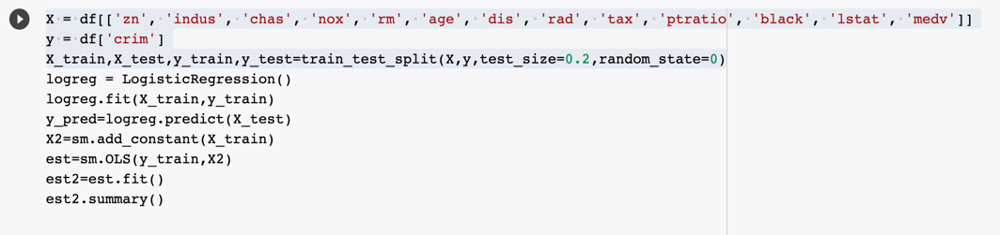 X = df[['zn', 'indus', 'chas', 'nox', 'rm', 'age', 'dis', 'rad', 'tax', 'ptratio', 'black', 'lstat', 'medv']]
y = df['crim']
X_train,X_test,y_train,y_test=train_test_split(X,y,test_size=0.2,random_state=0)
logreg = LogisticRegression()
logreg.fit(X_train,y_train)
y_pred=logreg.predict(X_test)
X2=sm.add_constant(X_train)
est=sm.OLS(y_train,X2)
est2=est.fit()
est2.summary()